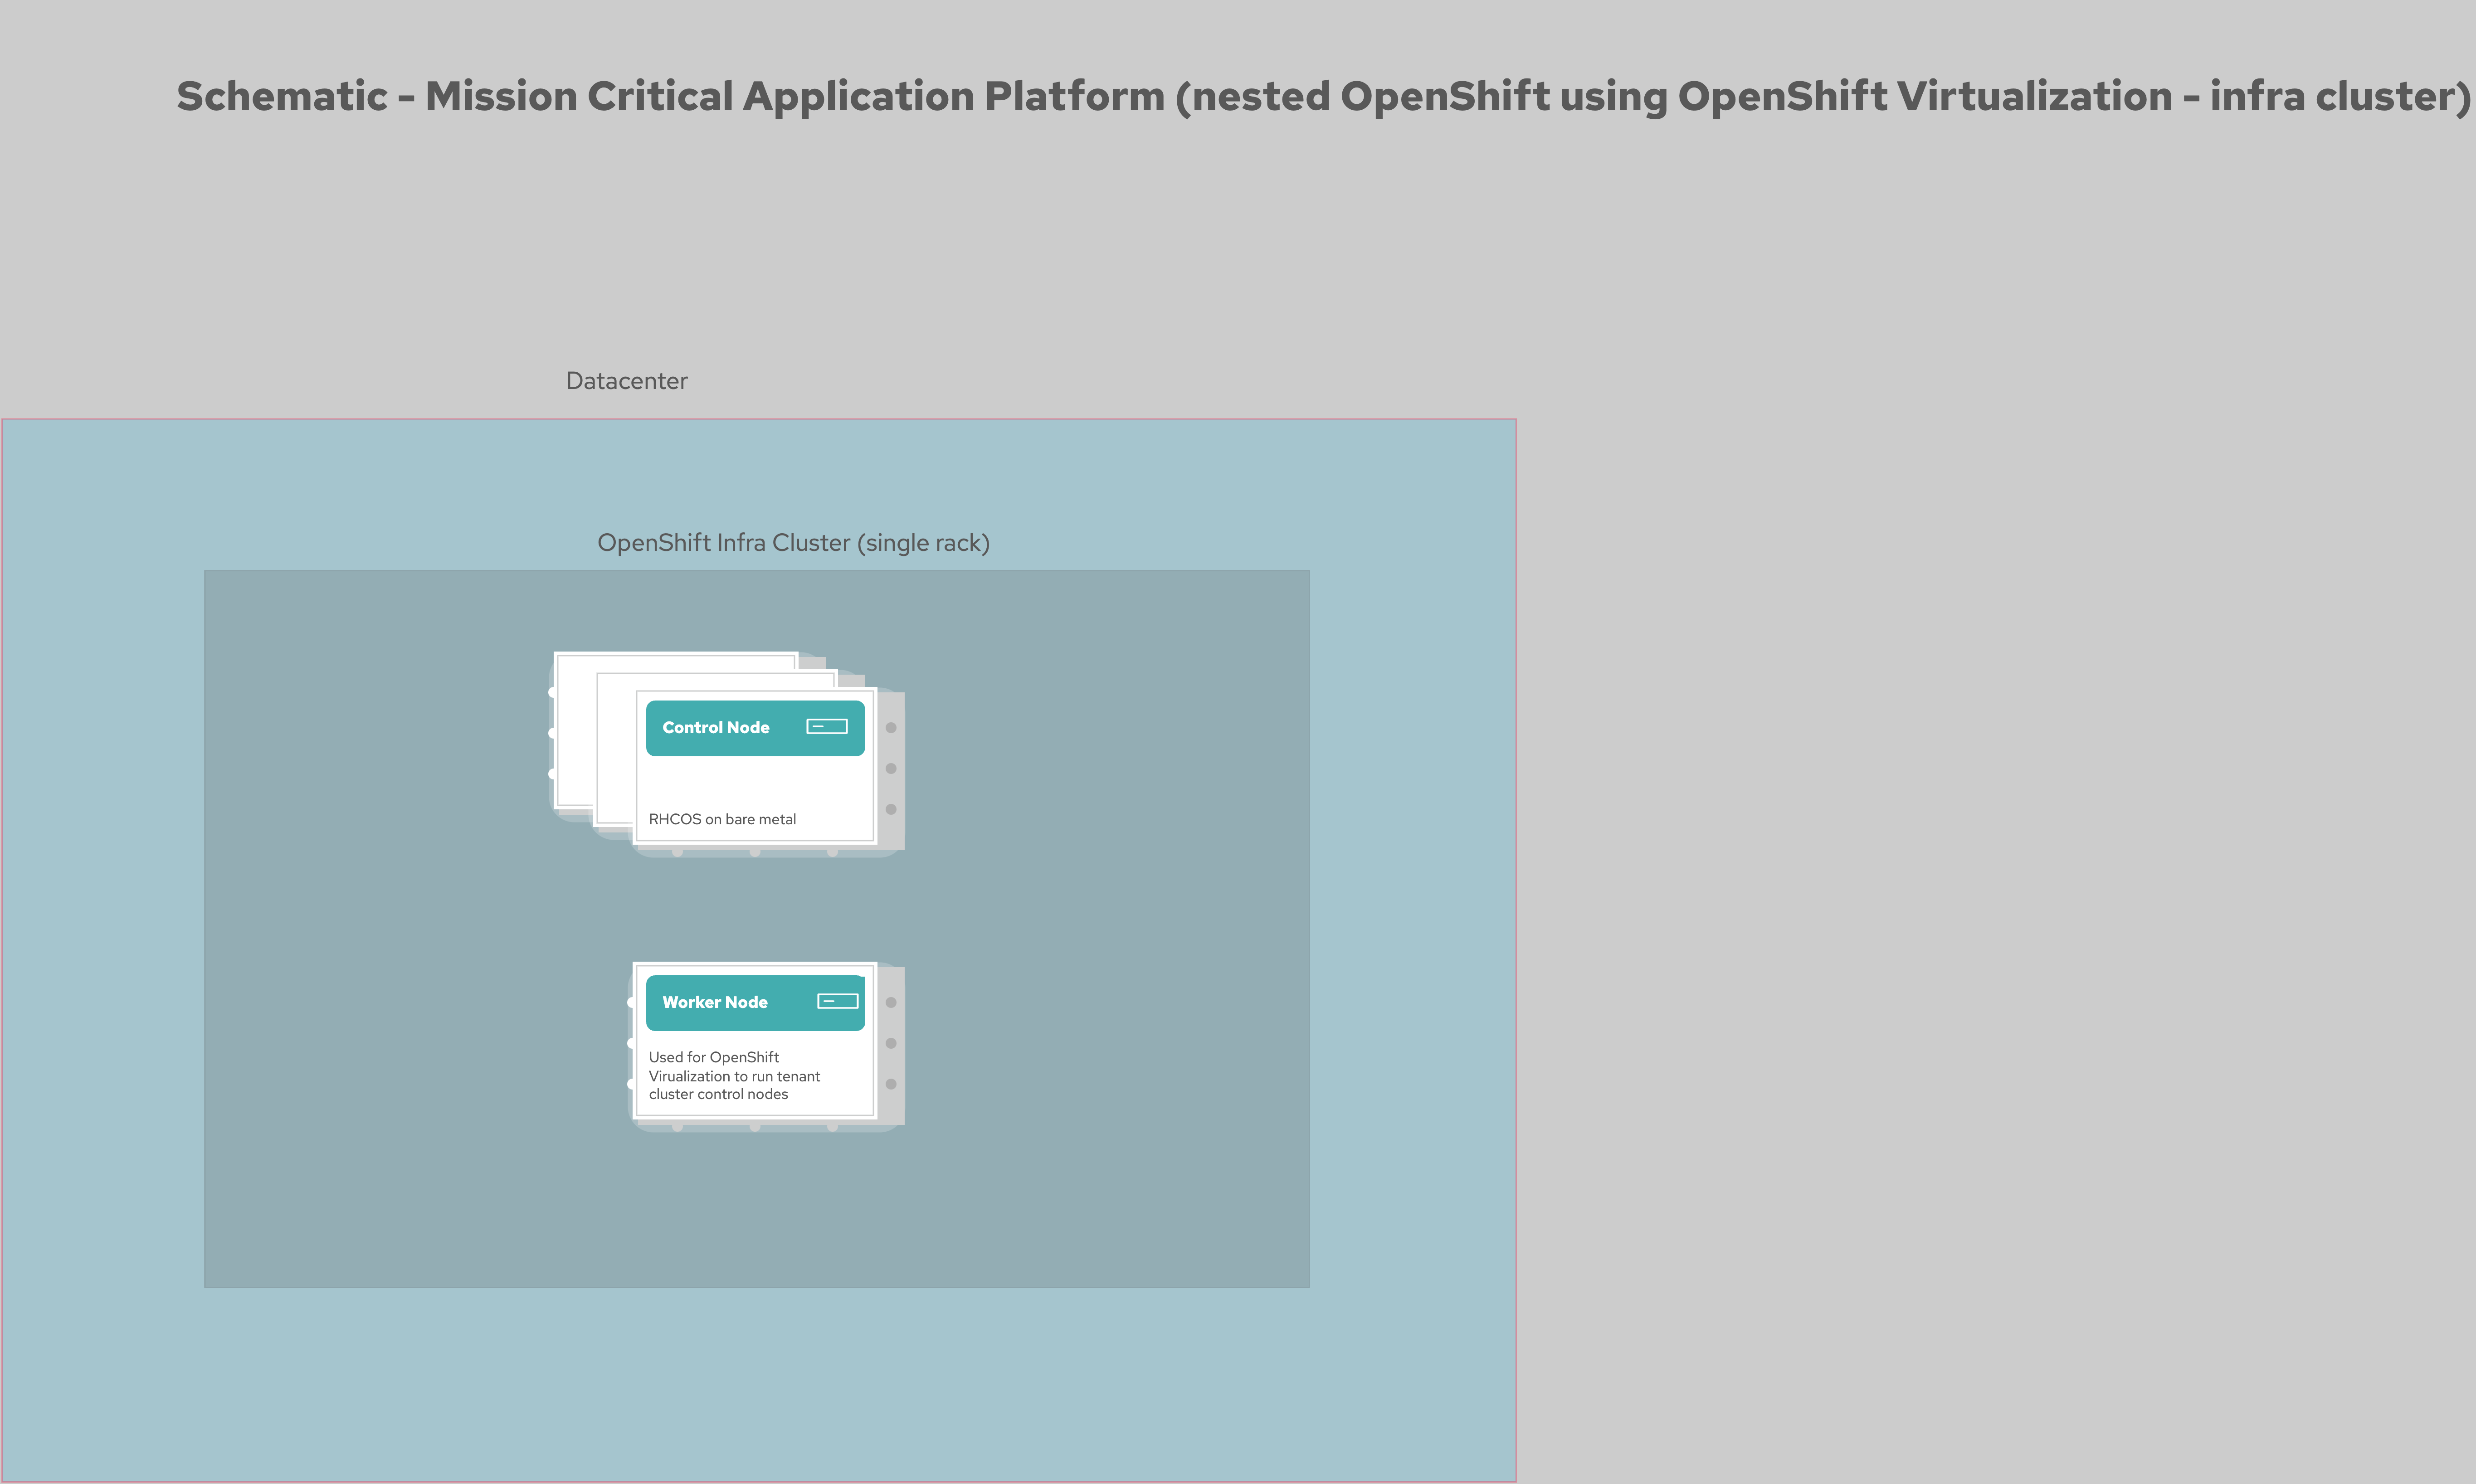 Schematic - Mission Critical Application Platform (nested OpenShift using OpenShift Virtualization - infra cluster)
Datacenter
OpenShift Infra Cluster (single rack)
Control Node
RHCOS on bare metal
Worker Node
Used for OpenShift
Virualization to run tenant
cluster control nodes